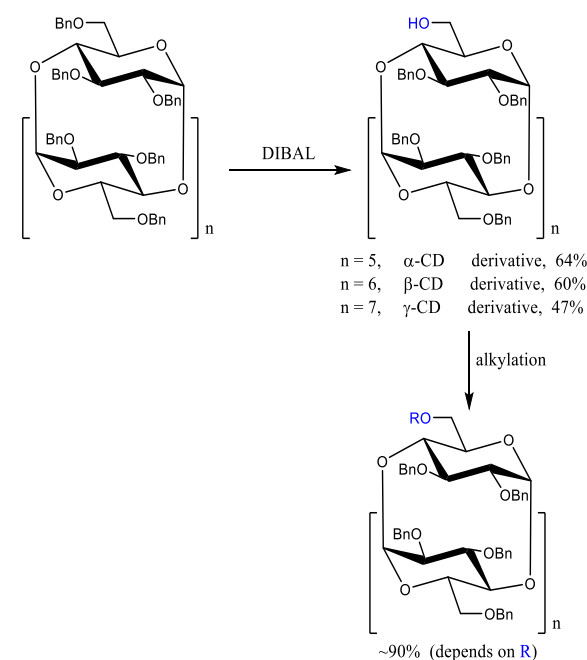 BnO
O
O
BnO
OBn
BnO
OBn
O
O
OBn
n
DIBAL
HO
O
O
BnO
OBn
BnO
OBn
O
O
OBn
n
n = 5, α-CD derivative, 64%
n = 6, β-CD derivative, 60%
n = 7, γ-CD derivative, 47%
alkylation
RO
O
O
BnO
OBn
BnO
OBn
O
O
OBn
n
~90% (depends on R)